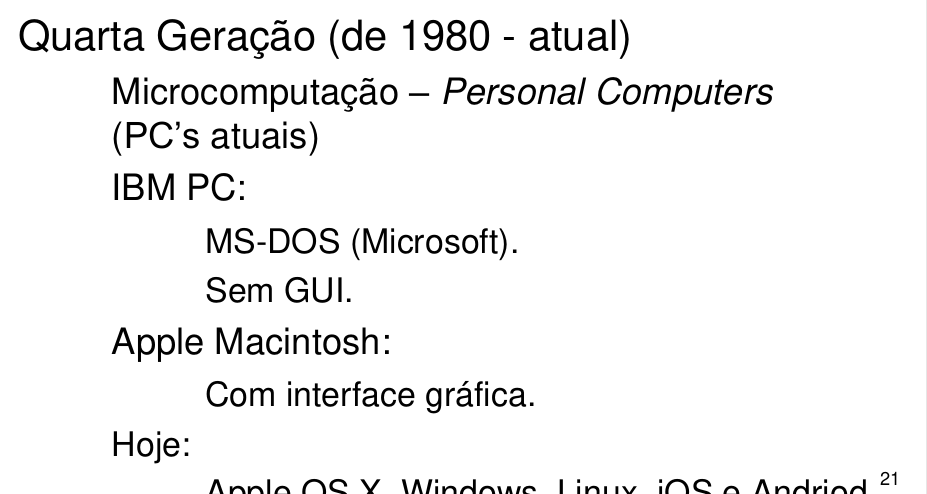 Quarta Geração (de 1980 - atual)
Microcomputação – Personal Computers
(PC's atuais)
IBM PC:
MS-DOS (Microsoft).
Sem GUI.
Apple Macintosh:
Com interface gráfica.
Hoje:
Apple OS X, Windows, Linux, iOS e Andriod
21